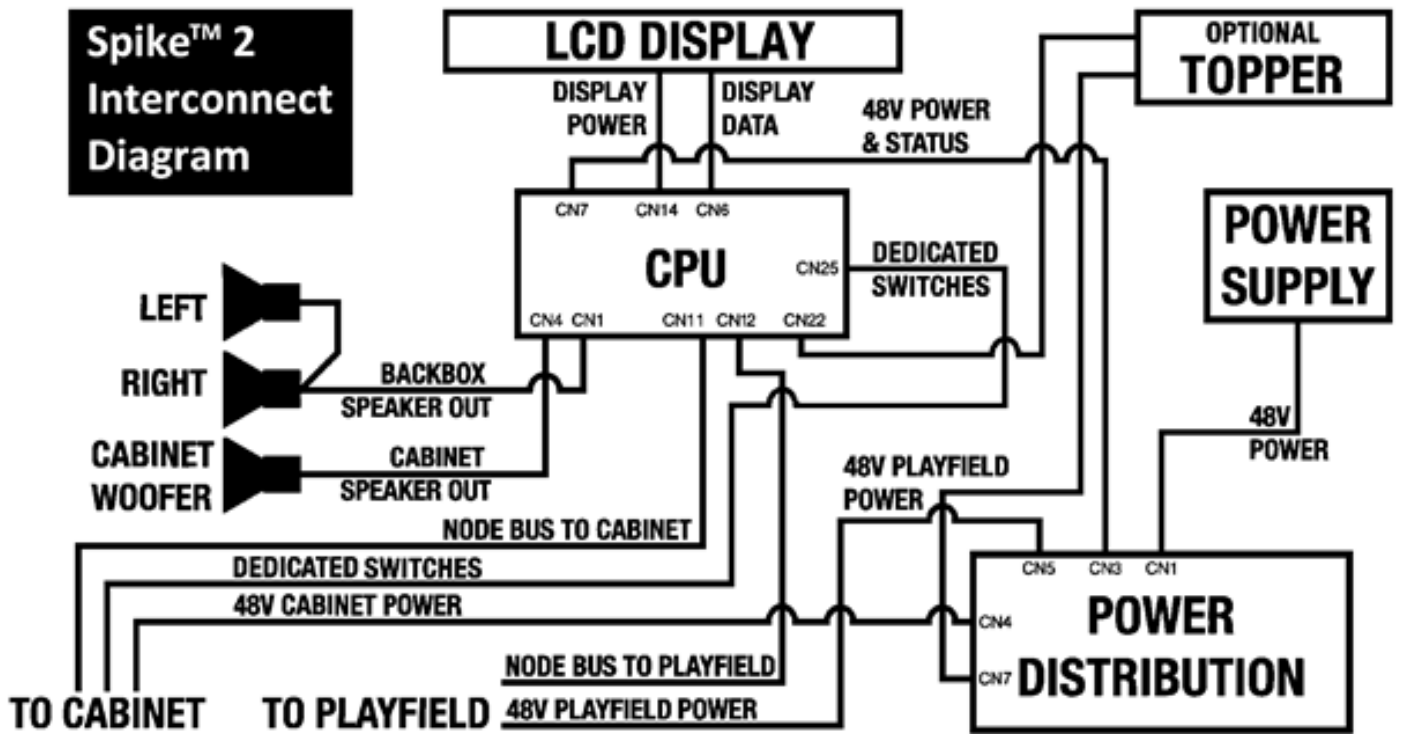 Spike™ 2
Interconnect
Diagram
LCD DISPLAY
OPTIONAL
TOPPER
DISPLAY
POWER
DISPLAY
DATA
48V POWER
& STATUS
CN7 CN14 CN6
CPU
CN25
CN4 CN1 CN11 CN12 CN22
DEDICATED
SWITCHES
POWER
SUPPLY
LEFT
RIGHT
CABINET
WOOFER
BACKBOX
SPEAKER OUT
CABINET
SPEAKER OUT
48V
POWER
48V PLAYFIELD
POWER
NODE BUS TO CABINET
DEDICATED SWITCHES
48V CABINET POWER
CN5 CN3 CN1
CN4
CN7
POWER
DISTRIBUTION
NODE BUS TO PLAYFIELD
48V PLAYFIELD POWER
TO CABINET
TO PLAYFIELD